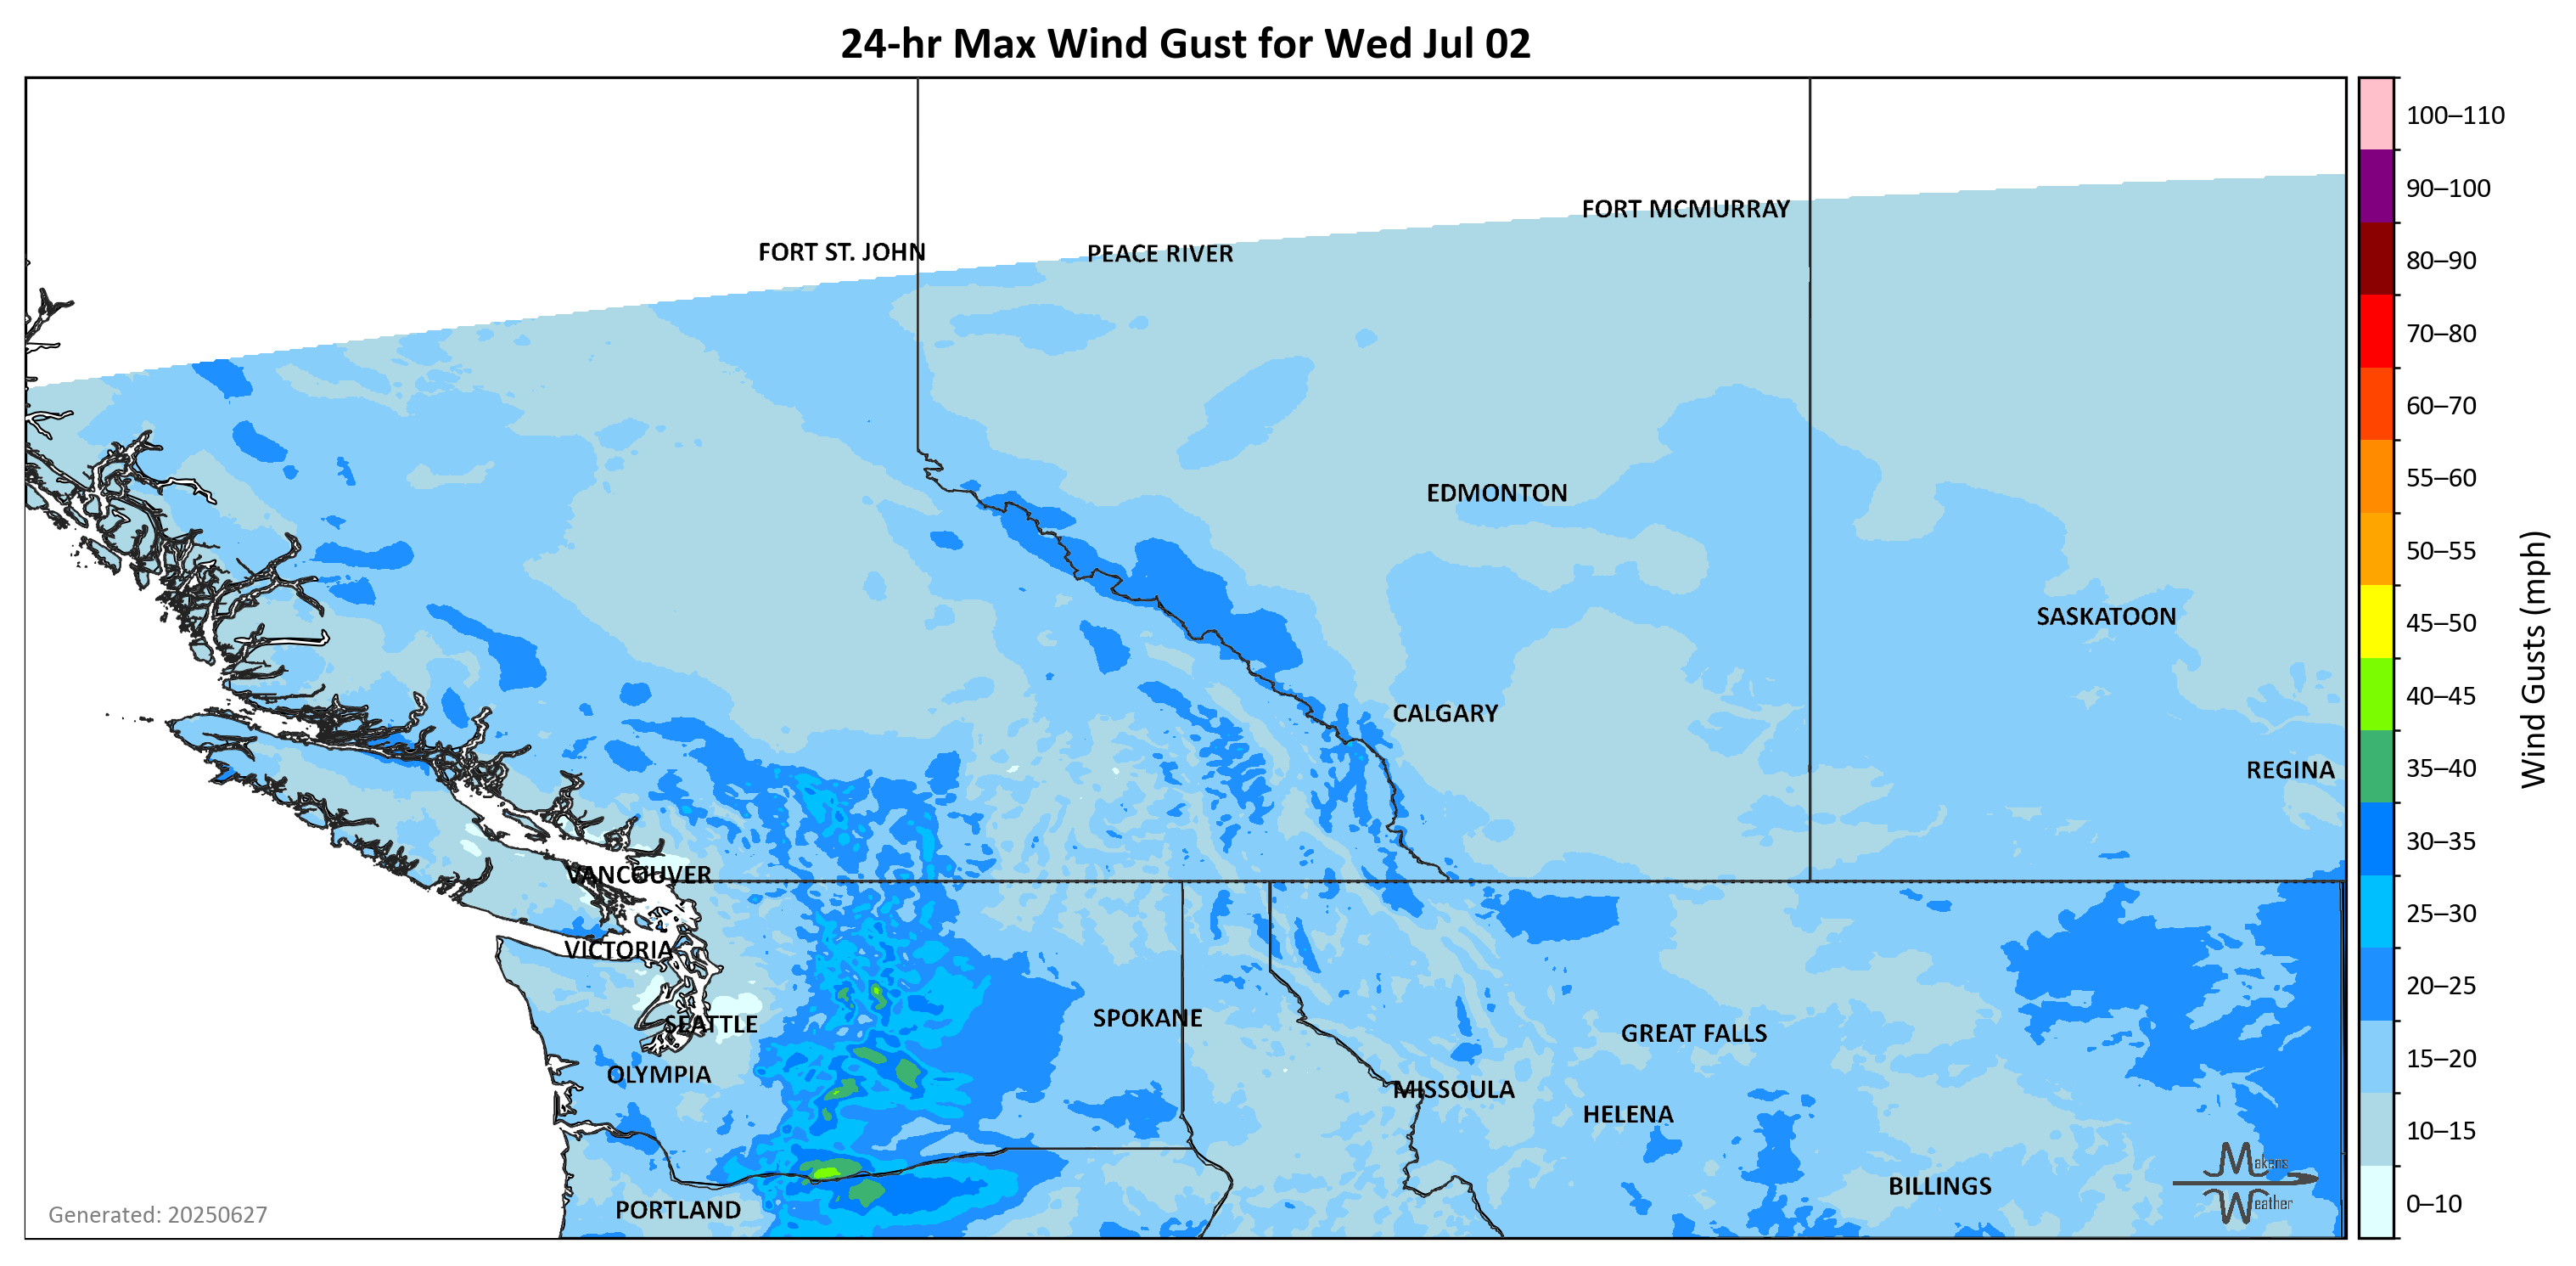 24-hr Max Wind Gust for Wed Jul 02
100–110
90–100
80–90
70–80
60–70
55–60
50–55
45–50
40–45
35–40
30–35
25–30
20–25
15–20
10–15
0–10
Wind Gusts (mph)
FORT MCMURRAY
FORT ST. JOHN
PEACE RIVER
EDMONTON
SASKATOON
CALGARY
REGINA
VANCOUVER
VICTORIA
SEATTLE
SPOKANE
GREAT FALLS
OLYMPIA
MISSOULA
HELENA
BILLINGS
PORTLAND
Makens
Weather
Generated: 20250627